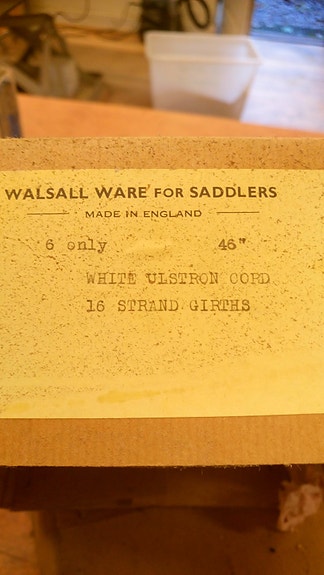 WALSALL WARE FOR SADDLERS
MADE IN ENGLAND
6 only 46"
WHITE ULSTRON CORD
16 STRAND GIRTHS